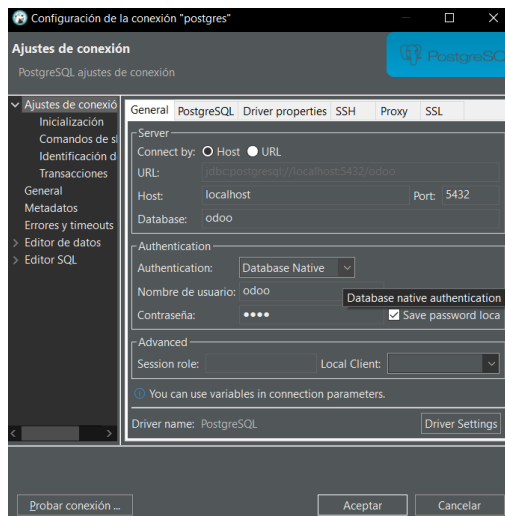 Configuración de la conexión "postgres"
Ajustes de conexión
PostgreSQL ajustes de conexión
PostgreSQ
Ajustes de conexió
Inicialización
Comandos de sl
Identificación d
Transacciones
General
Metadatos
Errores y timeouts
Editor de datos
Editor SQL
General PostgreSQL Driver properties SSH Proxy SSL
Server
Connect by: Host URL
URL: jdbc:postgresql://localhost:5432/odoo
Host: localhost Port: 5432
Database: odoo
Authentication
Authentication: Database Native
Nombre de usuario: odoo
Database native authentication
Contraseña: •••• Save password loca
Advanced
Session role: Local Client:
You can use variables in connection parameters.
Driver name: PostgreSQL Driver Settings
Probar conexión ... Aceptar Cancelar